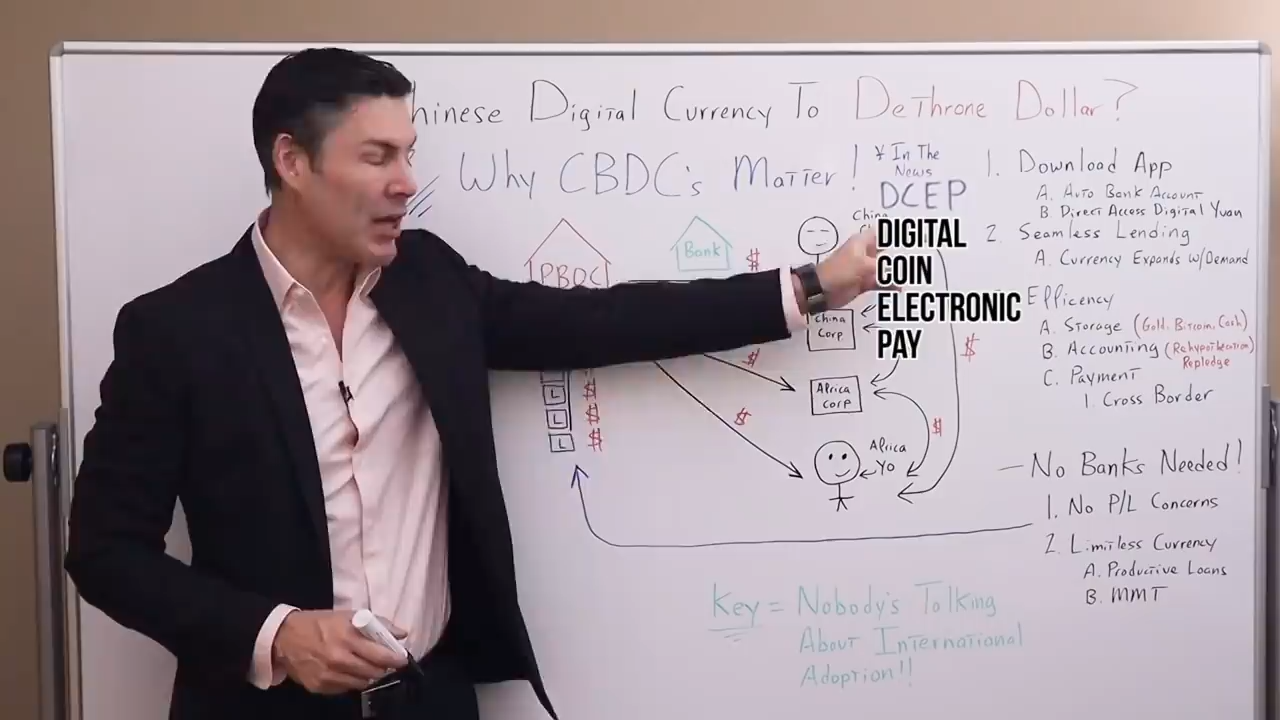 hinese Digital Currency To Dethrone Dollar?
Why CBDC's Matter!
¥ In The
News
DCEP
DIGITAL
COIN
ELECTRONIC
PAY
PBOC
Bank
$
China
China
Corp
$
$
Africa
Corp
$
$
$
$
$
Africa
Yo
L
L
L
1. Download App
A. Auto Bank Account
B. Direct Access Digital Yuan
2. Seamless Lending
A. Currency Expands w/Demand
Efficency
A. Storage (Gold, Bitcoin, Cash)
B. Accounting (Rehypothecation)
Repledge
C. Payment
1. Cross Border
— No Banks Needed!
1. No P/L Concerns
2. Limitless Currency
A. Productive Loans
B. MMT
Key = Nobody's Talking
About International
Adoption!!